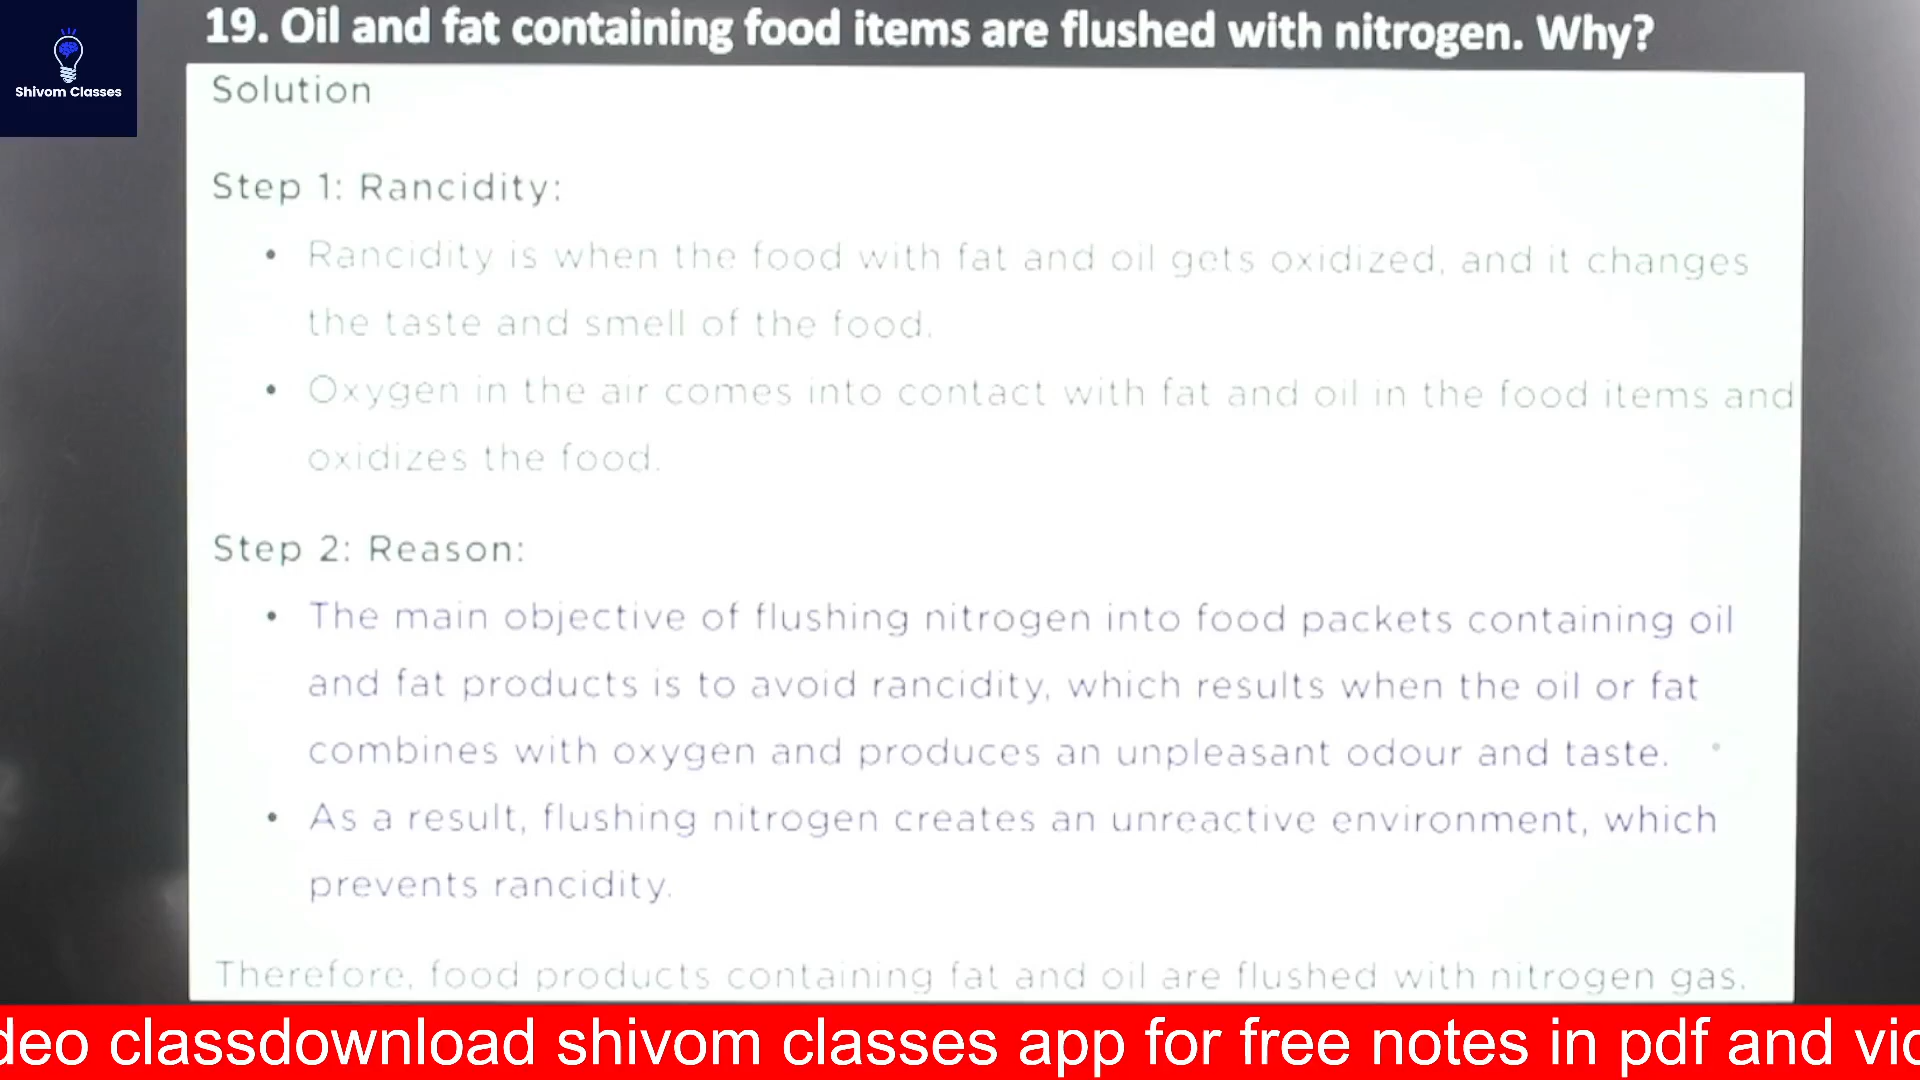 19. Oil and fat containing food items are flushed with nitrogen. Why?
Shivom Classes
Solution
Step 1: Rancidity:
• Rancidity is when the food with fat and oil gets oxidized, and it changes
the taste and smell of the food.
• Oxygen in the air comes into contact with fat and oil in the food items and
oxidizes the food.
Step 2: Reason:
• The main objective of flushing nitrogen into food packets containing oil
and fat products is to avoid rancidity, which results when the oil or fat
combines with oxygen and produces an unpleasant odour and taste.
• As a result, flushing nitrogen creates an unreactive environment, which
prevents rancidity.
Therefore, food products containing fat and oil are flushed with nitrogen gas.
deo classdownload shivom classes app for free notes in pdf and vid